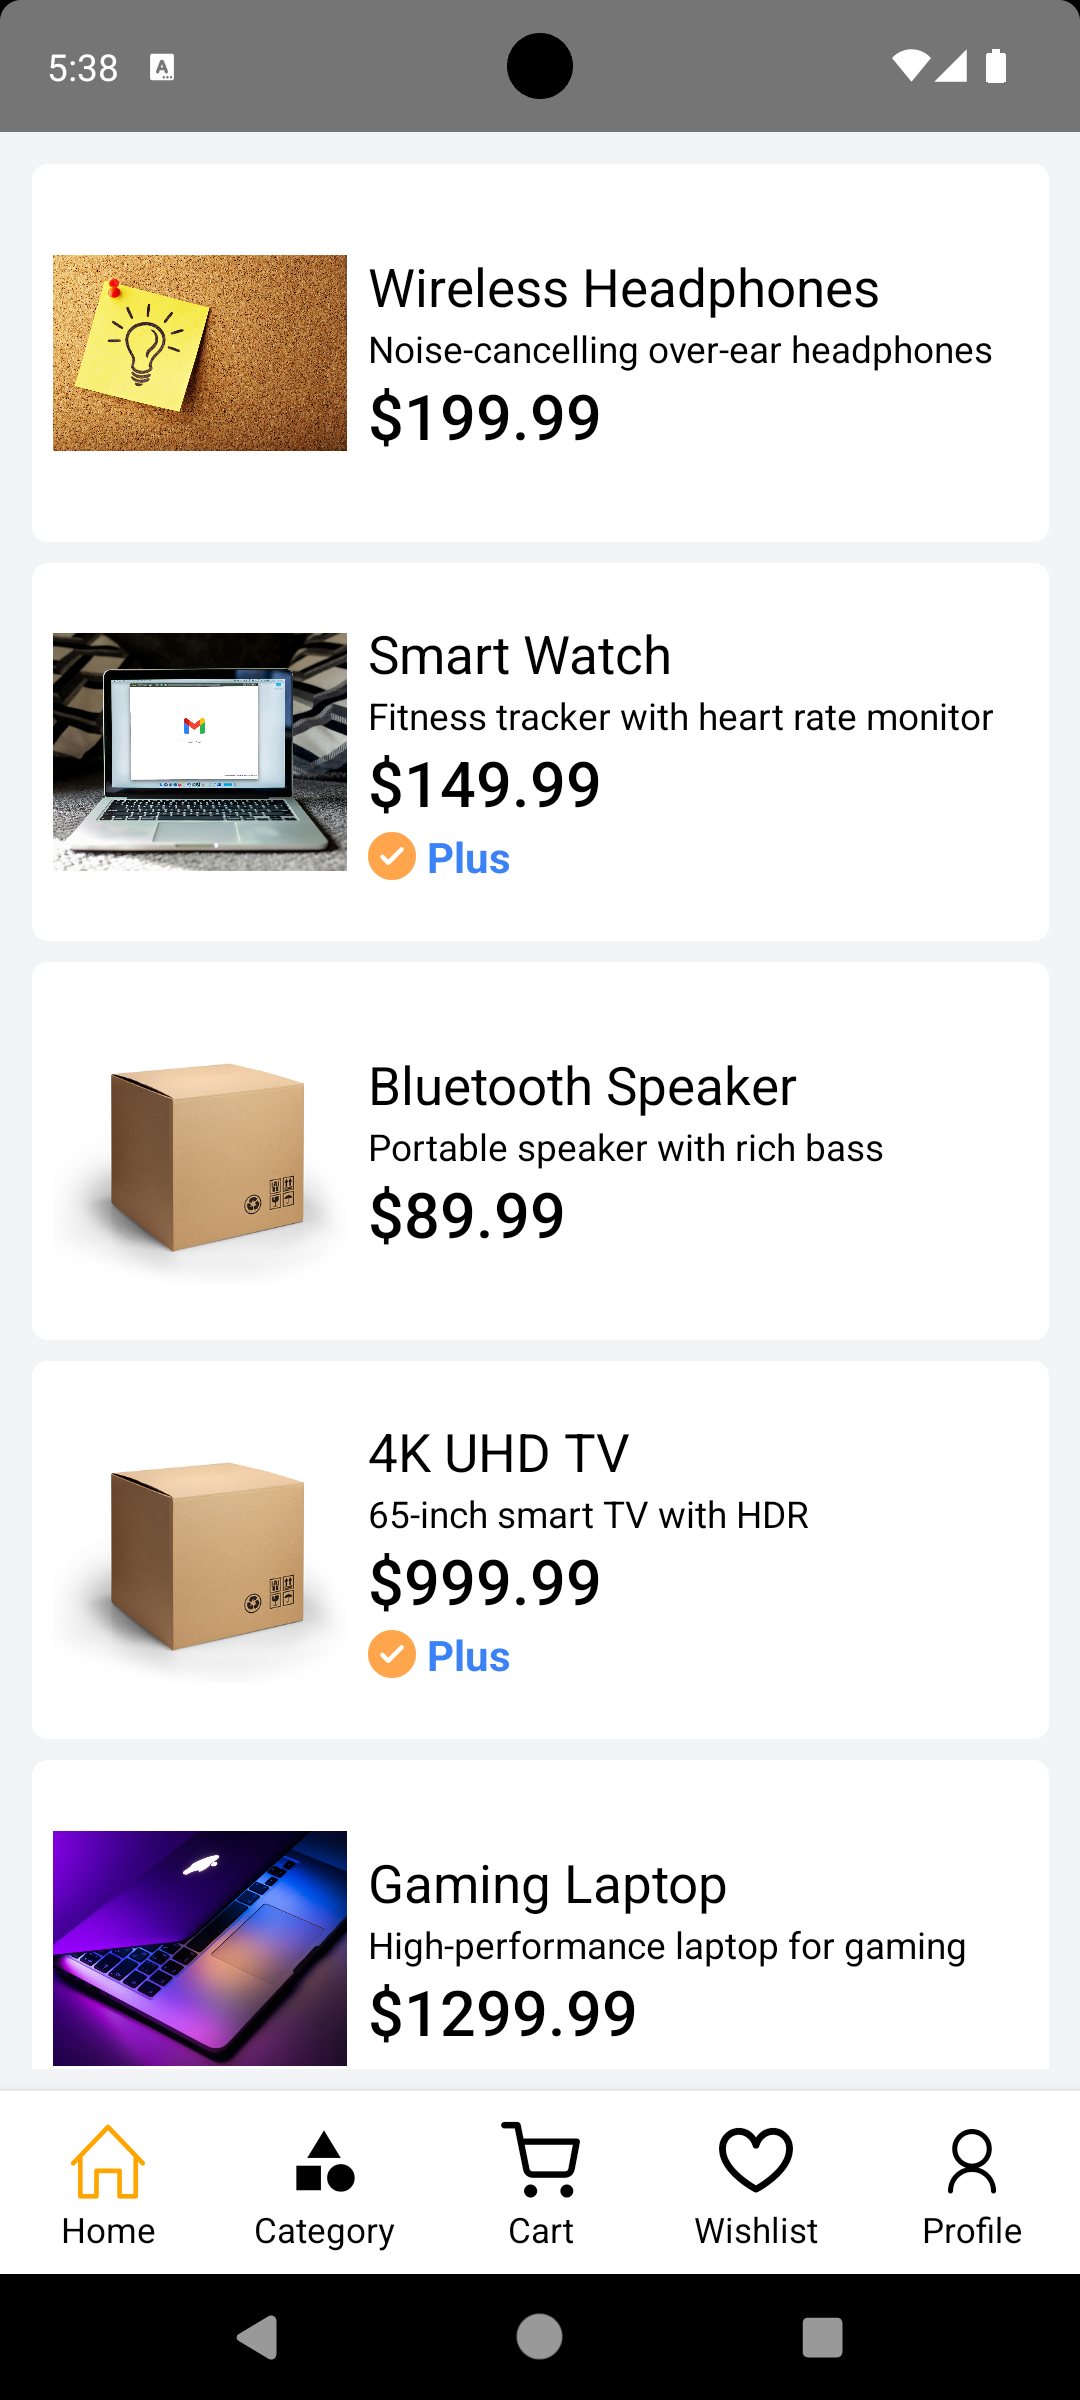 5:38
Wireless Headphones
Noise-cancelling over-ear headphones
$199.99
Smart Watch
Fitness tracker with heart rate monitor
$149.99
Plus
Bluetooth Speaker
Portable speaker with rich bass
$89.99
4K UHD TV
65-inch smart TV with HDR
$999.99
Plus
Gaming Laptop
High-performance laptop for gaming
$1299.99
Home
Category
Cart
Wishlist
Profile